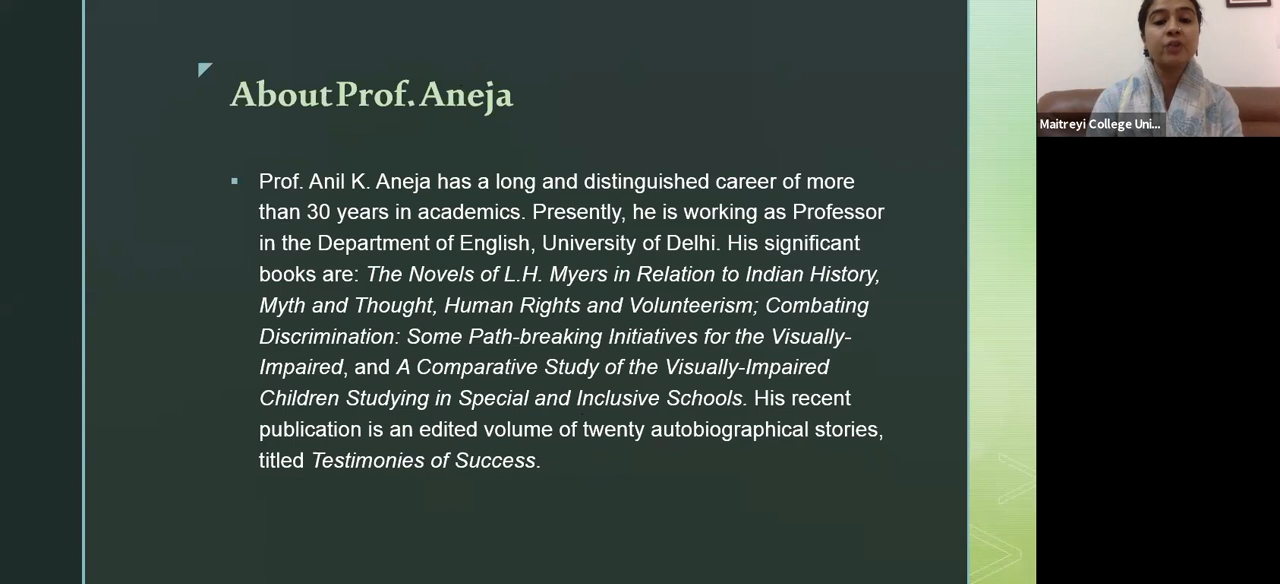 About Prof. Aneja
Prof. Anil K. Aneja has a long and distinguished career of more
than 30 years in academics. Presently, he is working as Professor
in the Department of English, University of Delhi. His significant
books are: The Novels of L.H. Myers in Relation to Indian History,
Myth and Thought, Human Rights and Volunteerism; Combating
Discrimination: Some Path-breaking Initiatives for the Visually-
Impaired, and A Comparative Study of the Visually-Impaired
Children Studying in Special and Inclusive Schools. His recent
publication is an edited volume of twenty autobiographical stories,
titled Testimonies of Success.
Maitreyi College Uni...